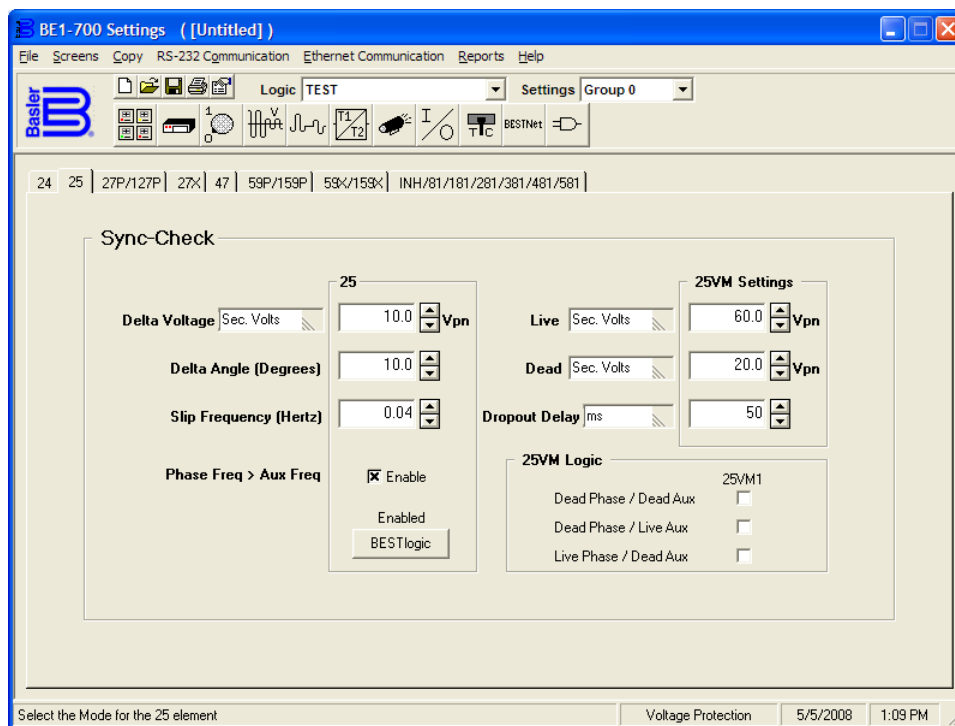 BE1-700 Settings ( [Untitled] )
File Screens Copy RS-232 Communication Ethernet Communication Reports Help
Basler
Logic TEST Settings Group 0
1 0 V T1 T2 I O T T C BESTNet
24 25 27P/127P 27X 47 59P/159P 59X/159X INH/81/181/281/381/481/581
Sync-Check
25 25VM Settings
Delta Voltage Sec. Volts 10.0 Vpn Live Sec. Volts 60.0 Vpn
Delta Angle (Degrees) 10.0 Dead Sec. Volts 20.0 Vpn
Slip Frequency (Hertz) 0.04 Dropout Delay ms 50
Phase Freq > Aux Freq Enable
Enabled
BESTlogic
25VM Logic
25VM1
Dead Phase / Dead Aux
Dead Phase / Live Aux
Live Phase / Dead Aux
Select the Mode for the 25 element Voltage Protection 5/5/2008 1:09 PM